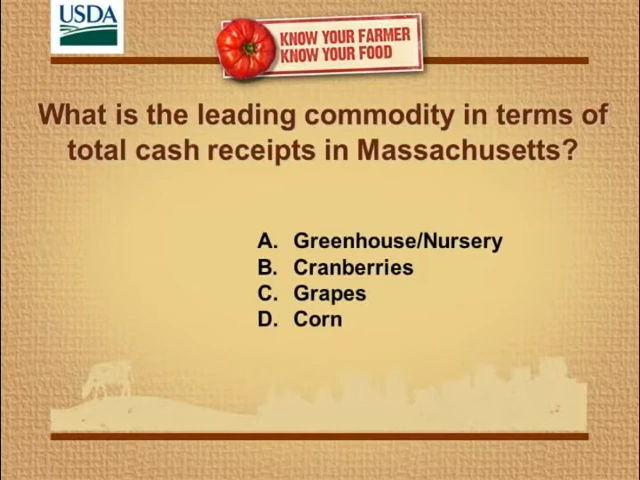 USDA
KNOW YOUR FARMER
KNOW YOUR FOOD
What is the leading commodity in terms of
total cash receipts in Massachusetts?
A. Greenhouse/Nursery
B. Cranberries
C. Grapes
D. Corn